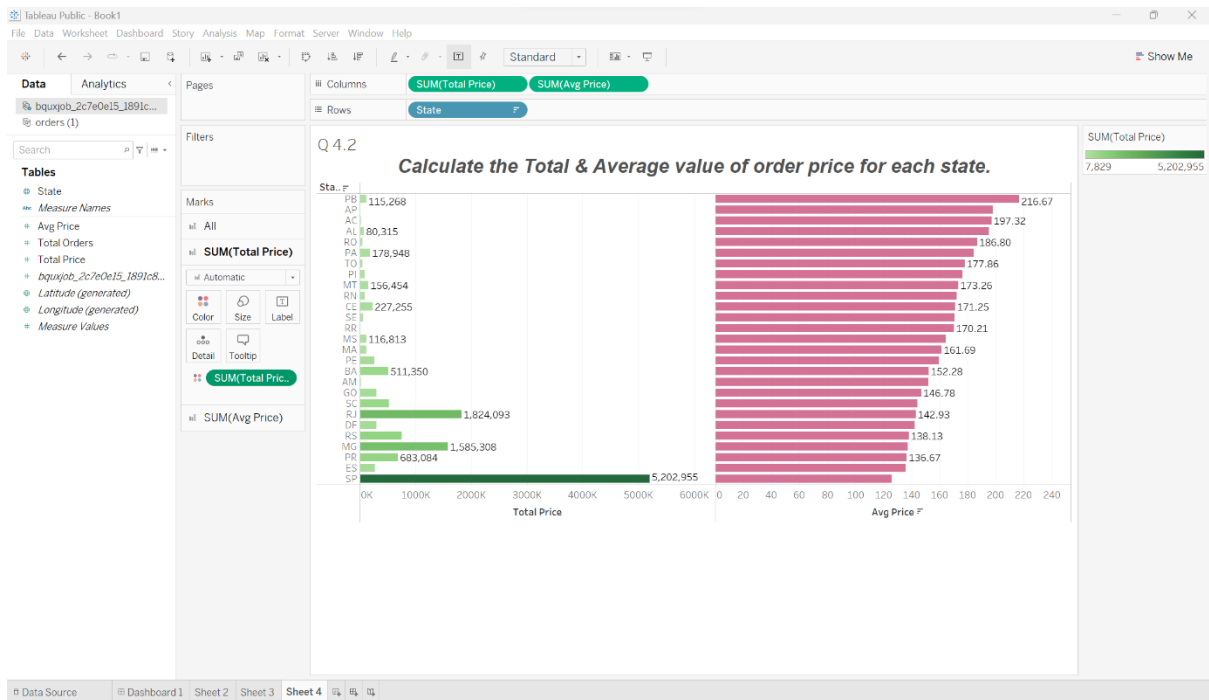 Tableau Public - Book1
File Data Worksheet Dashboard Story Analysis Map Format Server Window Help
Standard
Show Me
Data Analytics
bquxjob_2c7e0e15_1891c...
orders (1)
Search
Tables
State
Abc Measure Names
Avg Price
Total Orders
Total Price
bquxjob_2c7e0e15_1891c8...
Latitude (generated)
Longitude (generated)
Measure Values
Pages
Filters
Marks
All
SUM(Total Price)
Automatic
Color Size Label
Detail Tooltip
SUM(Total Pric..
SUM(Avg Price)
Columns SUM(Total Price) SUM(Avg Price)
Rows State
Q 4.2
Calculate the Total & Average value of order price for each state.
Sta..
PB 115,268 216.67
AP
AC 197.32
AL 80,315
RO 186.80
PA 178,948
TO 177.86
PI
MT 156,454 173.26
RN
CE 227,255 171.25
SE
RR 170.21
MS 116,813
MA 161.69
PE
BA 511,350 152.28
AM
GO 146.78
SC
RJ 1,824,093 142.93
DF
RS 138.13
MG 1,585,308
PR 683,084 136.67
ES
SP 5,202,955
0K 1000K 2000K 3000K 4000K 5000K 6000K 0 20 40 60 80 100 120 140 160 180 200 220 240
Total Price Avg Price
SUM(Total Price)
7,829 5,202,955
Data Source Dashboard 1 Sheet 2 Sheet 3 Sheet 4